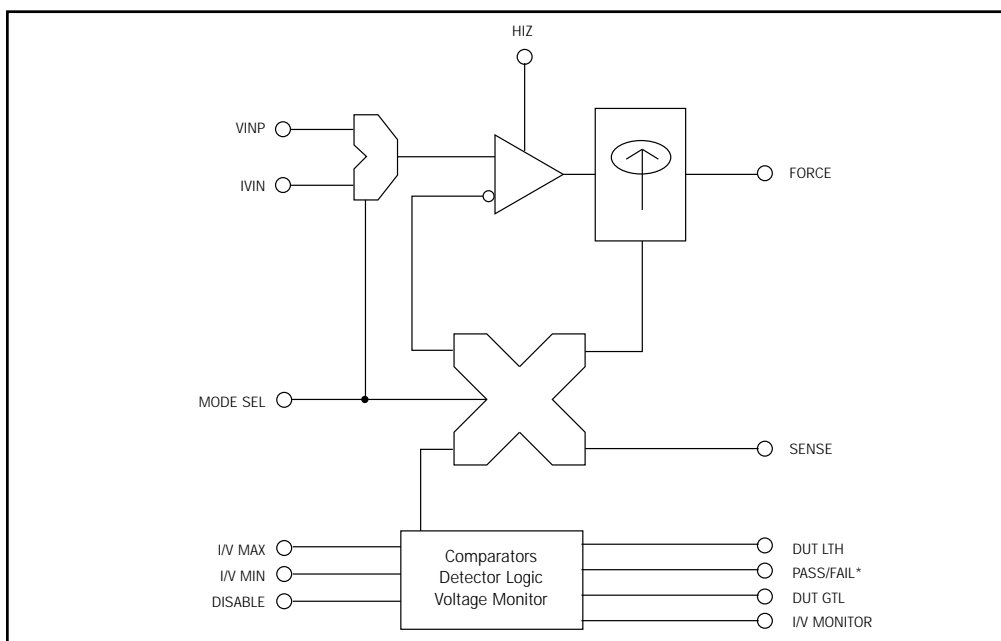 HIZ
VINP
IVIN
FORCE
MODE SEL
SENSE
I/V MAX
I/V MIN
DISABLE
Comparators
Detector Logic
Voltage Monitor
DUT LTH
PASS/FAIL*
DUT GTL
I/V MONITOR